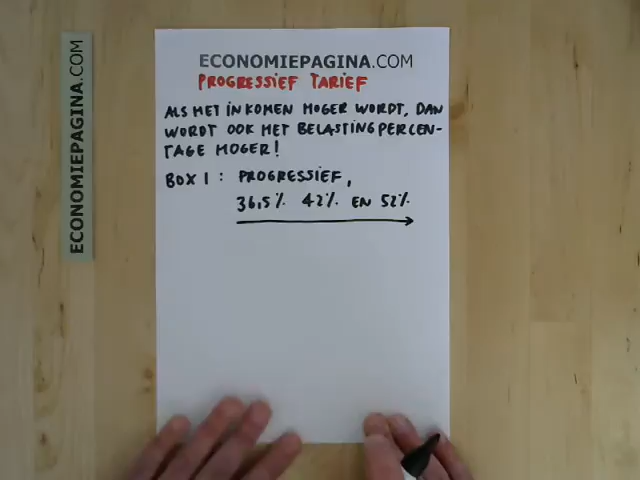 ECONOMIEPAGINA.COM
ECONOMIEPAGINA.COM
PROGRESSIEF TARIEF
ALS HET INKOMEN HOGER WORDT, DAN
WORDT OOK HET BELASTINGPERCEN-
TAGE HOGER!
BOX 1 : PROGRESSIEF,
36,5% 42% EN 52%